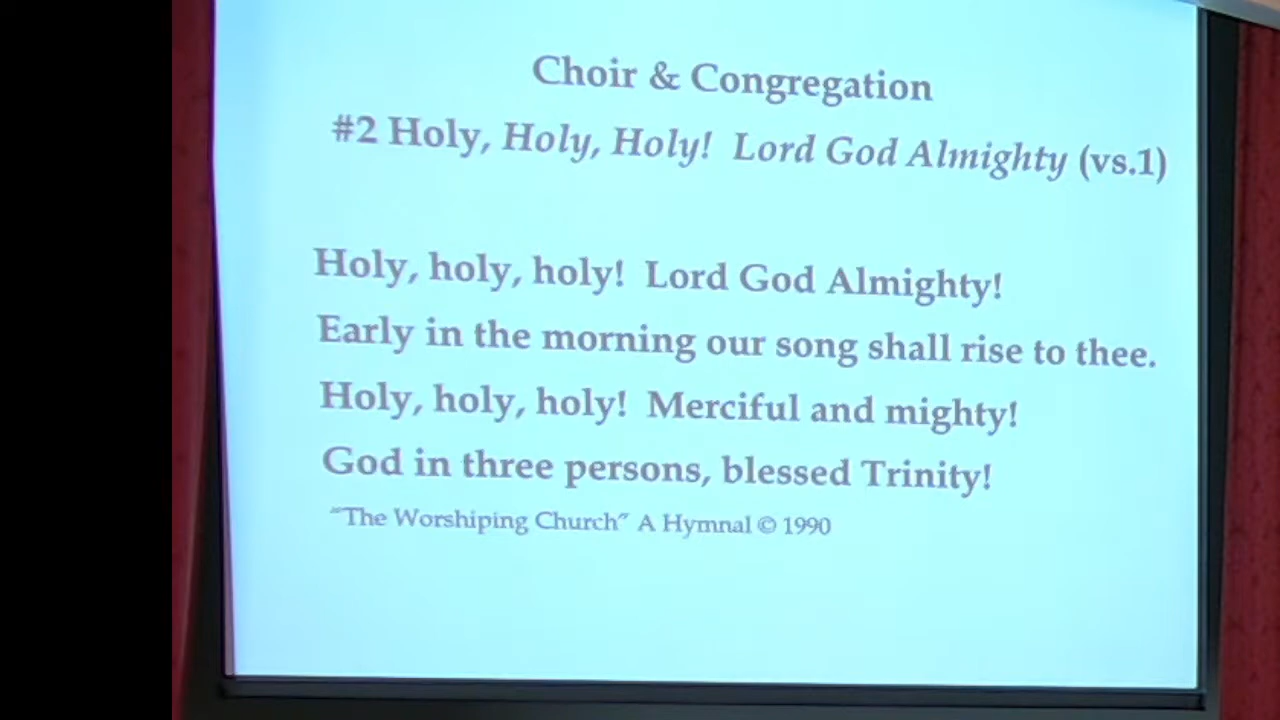 Choir & Congregation
#2 Holy, Holy, Holy! Lord God Almighty (vs.1)
Holy, holy, holy! Lord God Almighty!
Early in the morning our song shall rise to thee.
Holy, holy, holy! Merciful and mighty!
God in three persons, blessed Trinity!
"The Worshiping Church" A Hymnal © 1990